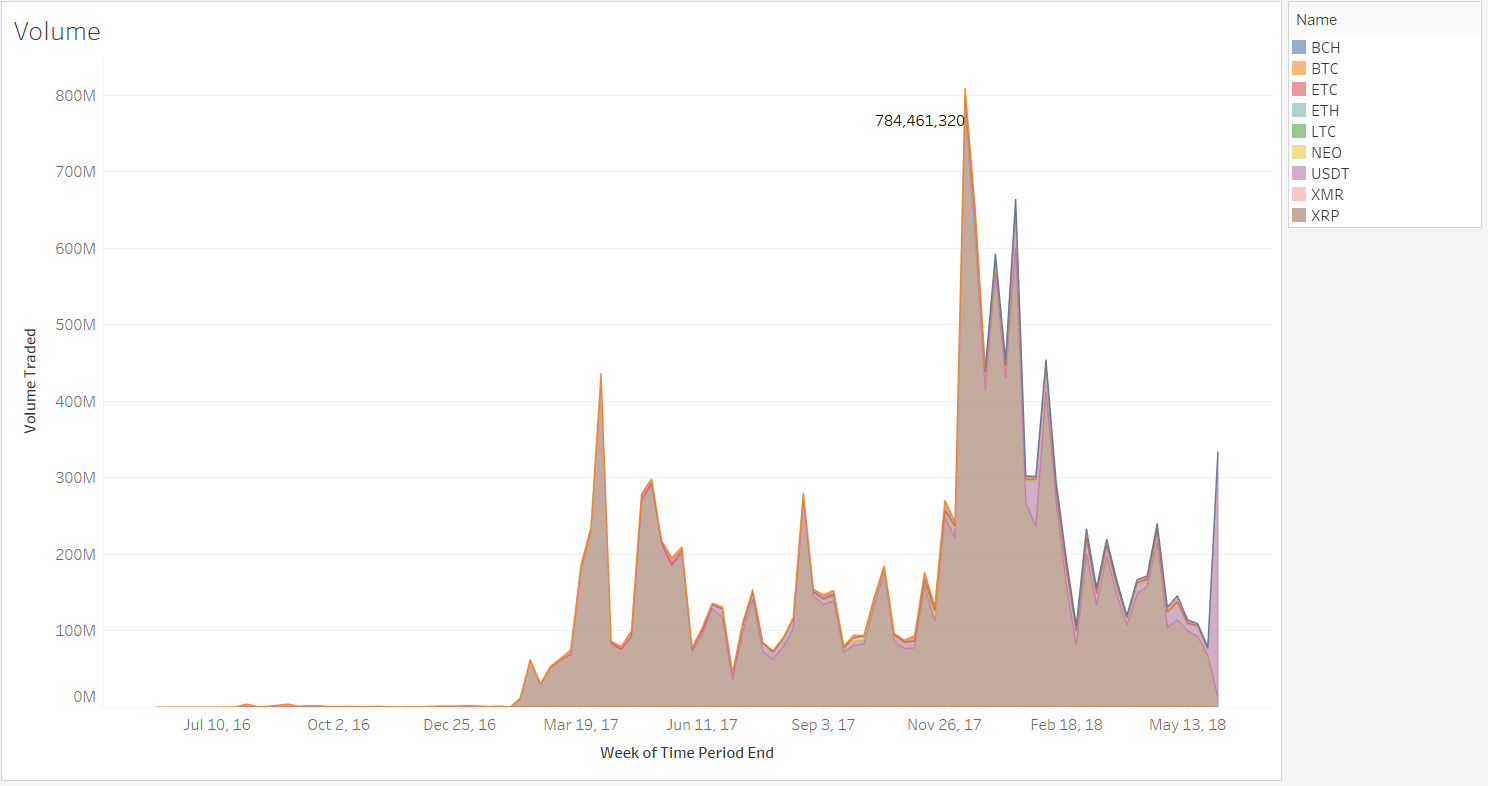 Volume
Name
BCH
BTC
ETC
ETH
LTC
NEO
USDT
XMR
XRP
800M
784,461,320
700M
600M
500M
400M
300M
200M
100M
0M
Volume Traded
Jul 10, 16 Oct 2, 16 Dec 25, 16 Mar 19, 17 Jun 11, 17 Sep 3, 17 Nov 26, 17 Feb 18, 18 May 13, 18
Week of Time Period End